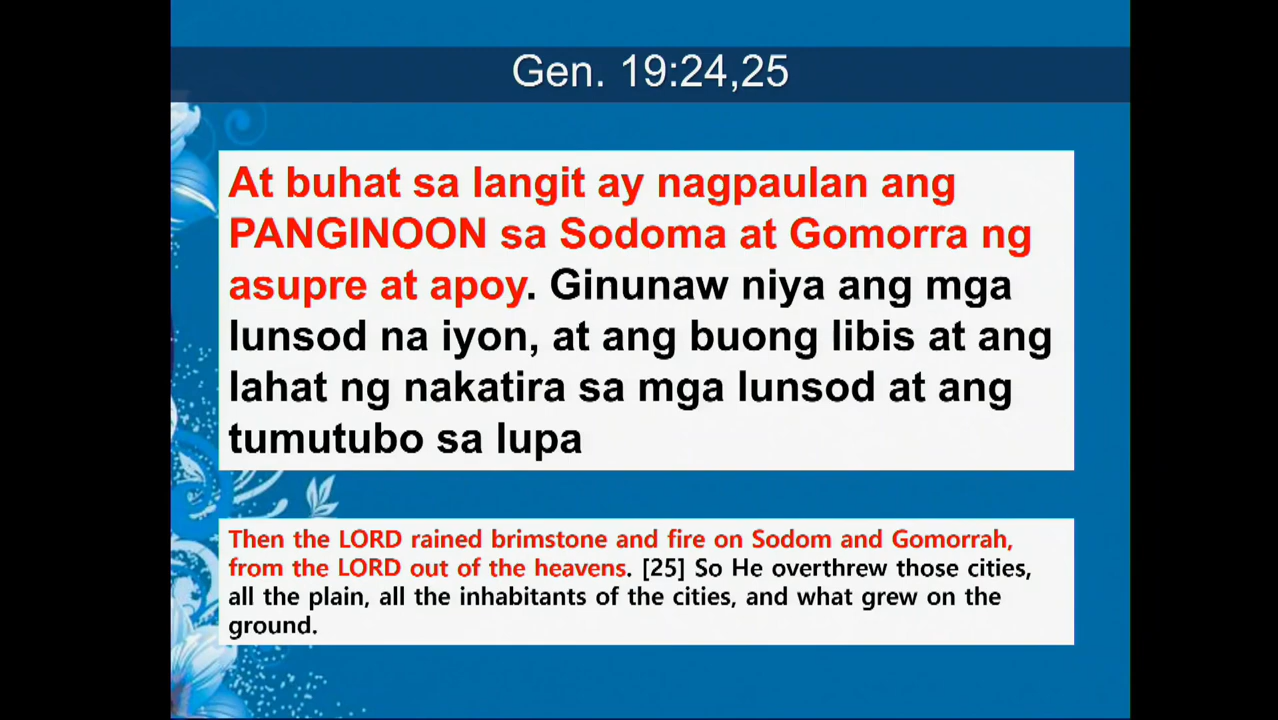 Gen. 19:24,25
At buhat sa langit ay nagpaulan ang
PANGINOON sa Sodoma at Gomorra ng
asupre at apoy. Ginunaw niya ang mga
lunsod na iyon, at ang buong libis at ang
lahat ng nakatira sa mga lunsod at ang
tumutubo sa lupa
Then the LORD rained brimstone and fire on Sodom and Gomorrah,
from the LORD out of the heavens. [25] So He overthrew those cities,
all the plain, all the inhabitants of the cities, and what grew on the
ground.